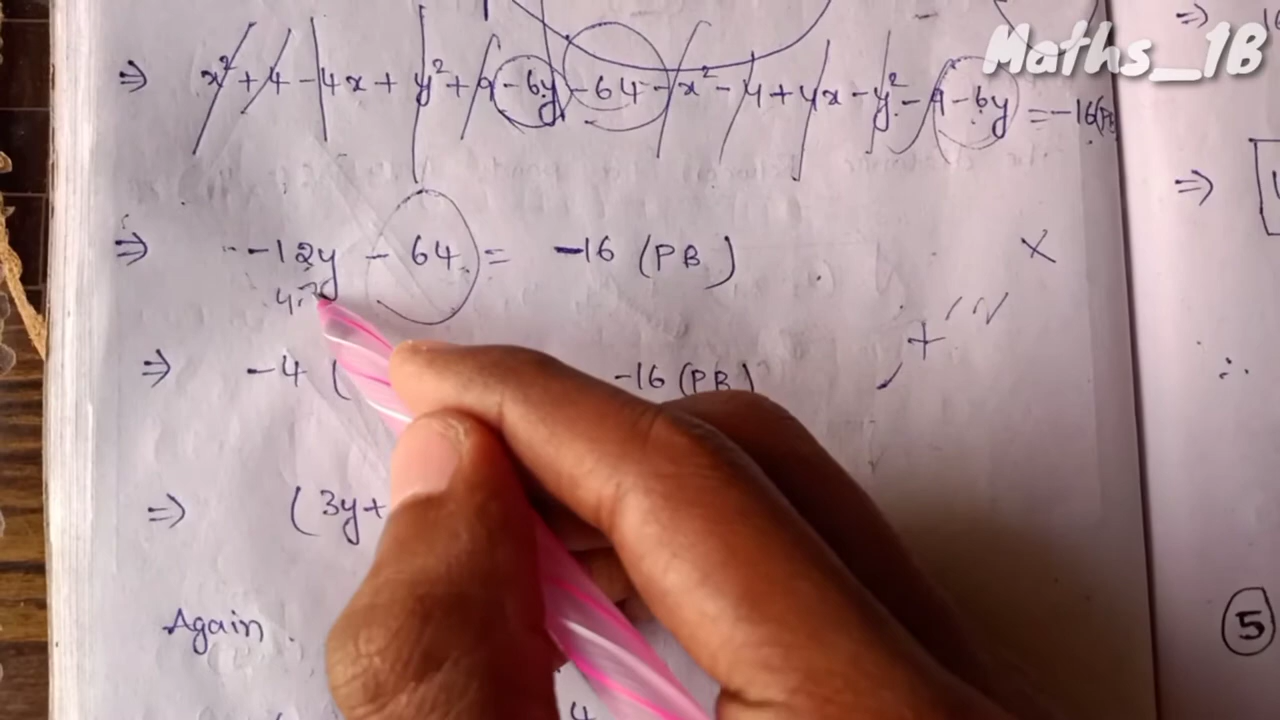 Maths_1B
⇒ x² + 4 - 4x + y² + 9 - 6y - 64 - x² - 4 + 4x - y² - 9 - 6y = -16(PB
⇒ -12y - 64 = -16 (PB)
⇒ -4 ( -16 (PB)
⇒ (3y+
Again
4
⇒
⇒
∴
5